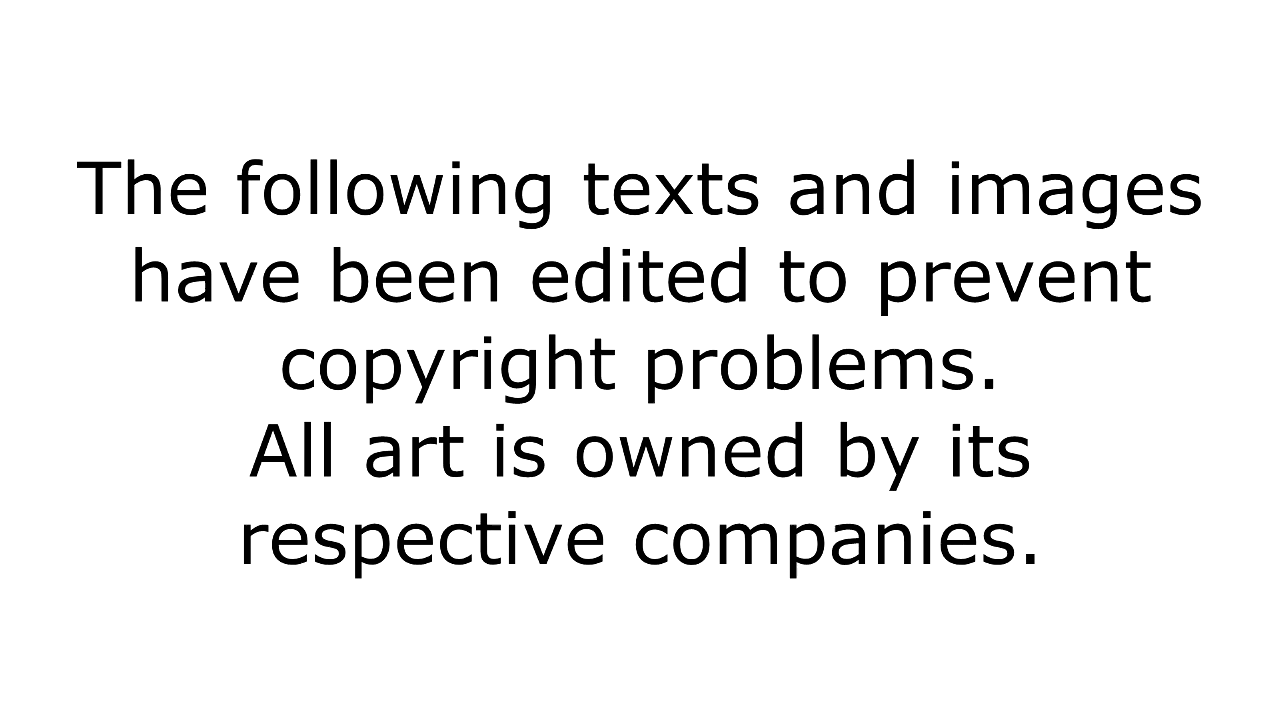 The following texts and images
have been edited to prevent
copyright problems.
All art is owned by its
respective companies.